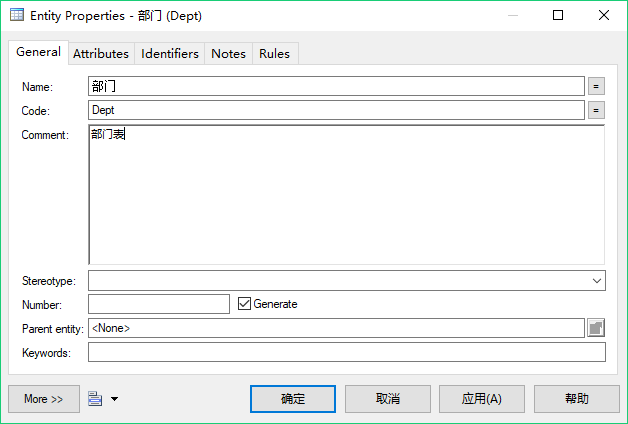 Entity Properties - 部门 (Dept)
General Attributes Identifiers Notes Rules
Name: 部门 =
Code: Dept =
Comment: 部门表
Stereotype:
Number: Generate
Parent entity: <None>
Keywords:
More >> 确定 取消 应用(A) 帮助